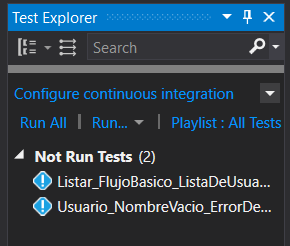 Test Explorer
Search
Configure continuous integration
Run All | Run... | Playlist : All Tests
Not Run Tests (2)
Listar_FlujoBasico_ListaDeUsua...
Usuario_NombreVacio_ErrorDe...